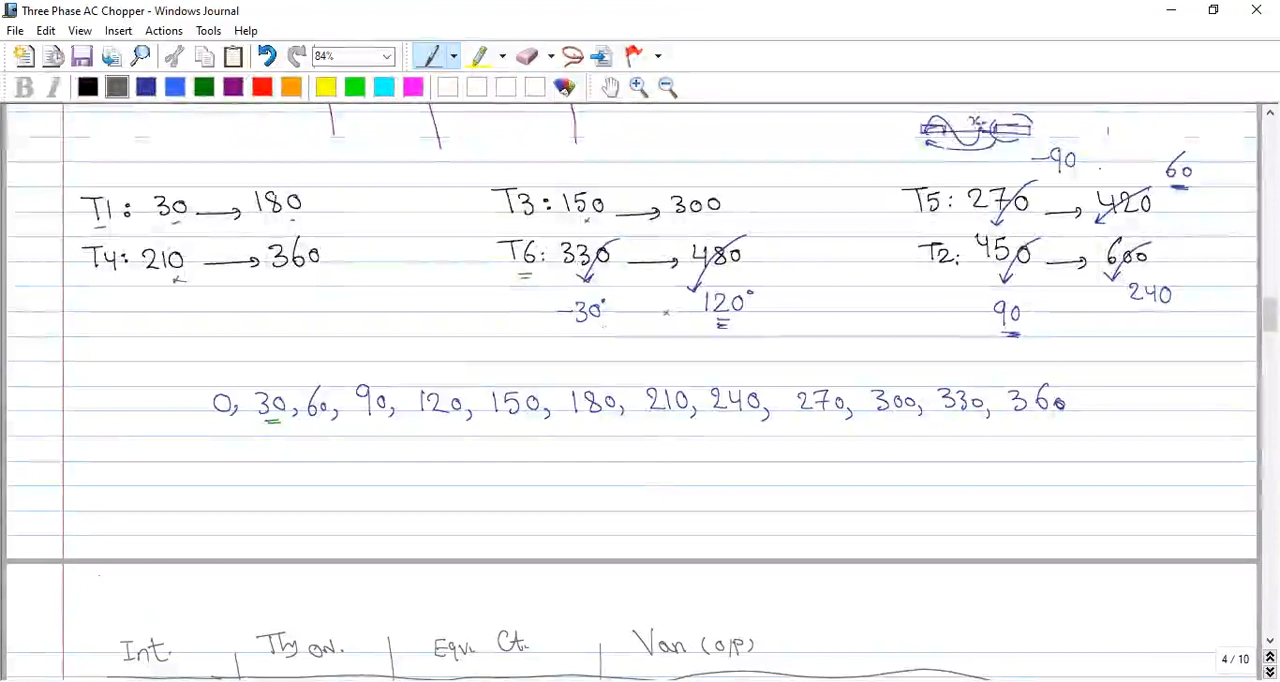 Three Phase AC Chopper - Windows Journal
File Edit View Insert Actions Tools Help
84%
B I
-90
60
T1: 30 → 180 T3: 150 → 300 T5: 270 → 420
T4: 210 → 360 T6: 330 → 480 T2: 450 → 600
-30° 120° 90 240
0, 30, 60, 90, 120, 150, 180, 210, 240, 270, 300, 330, 360
Int. Thy on. Equ. Ct. Van (o/p)
4 / 10